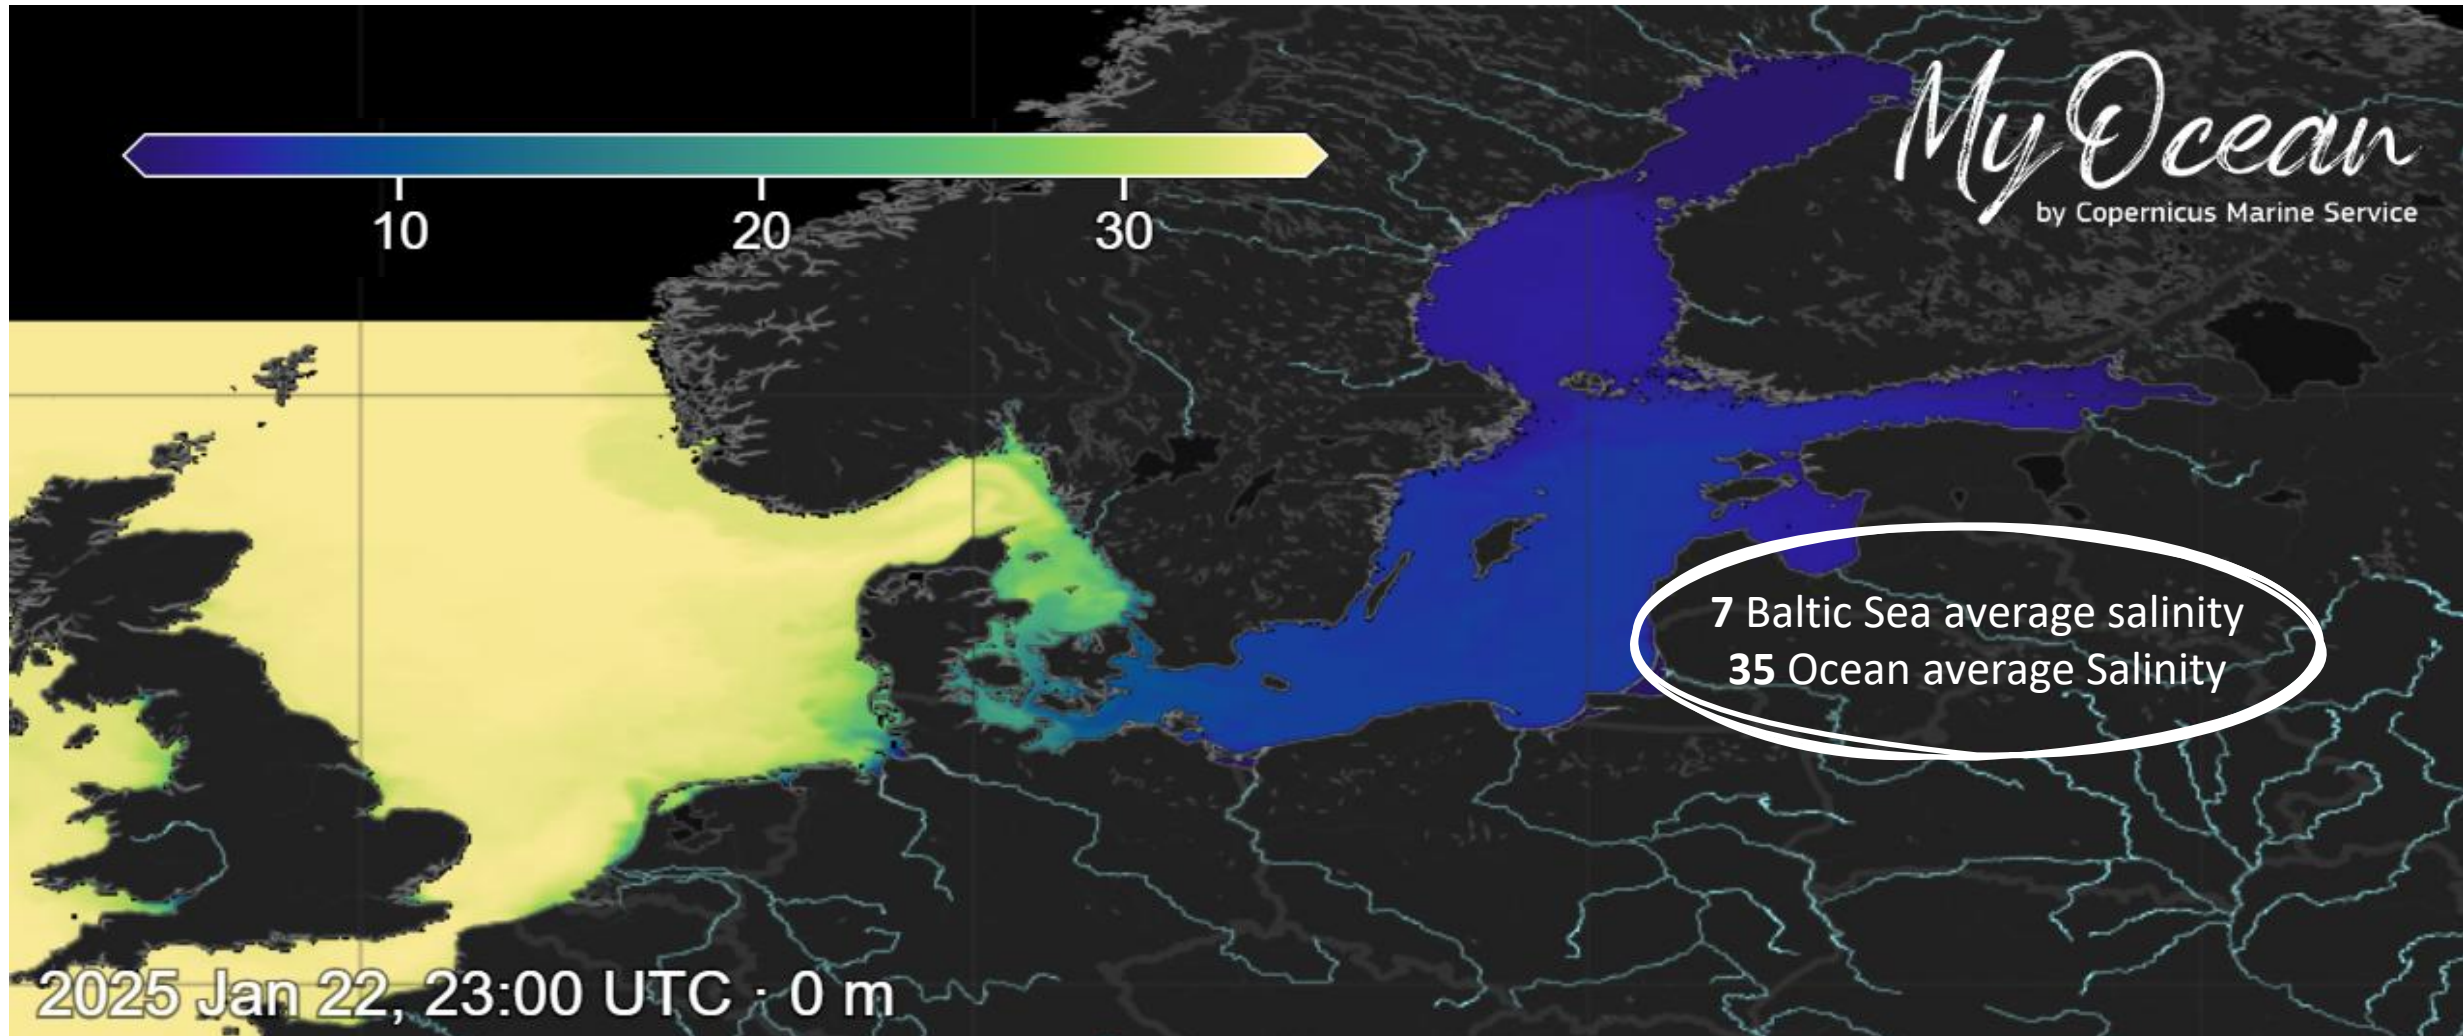 My Ocean
by Copernicus Marine Service
10 20 30
7 Baltic Sea average salinity
35 Ocean average Salinity
2025 Jan 22, 23:00 UTC · 0 m